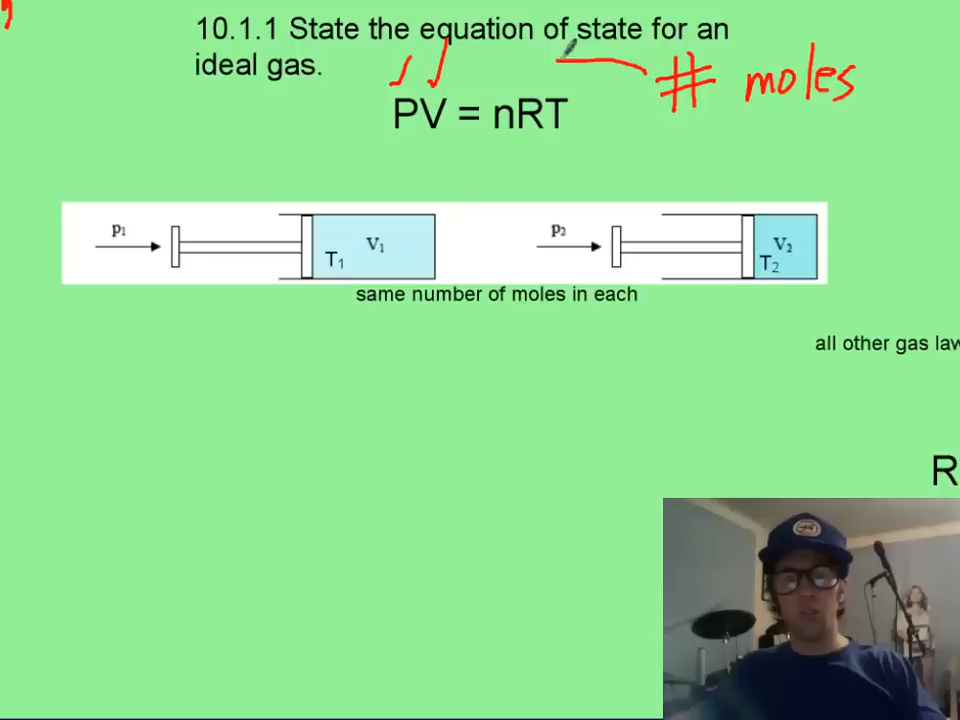 10.1.1 State the equation of state for an
ideal gas.
# moles
PV = nRT
p₁
V₁
T₁
p₂
V₂
T₂
same number of moles in each
all other gas law
R